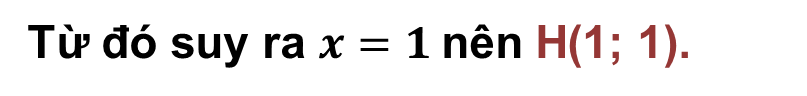 Từ đó suy ra x = 1 nên H(1; 1).